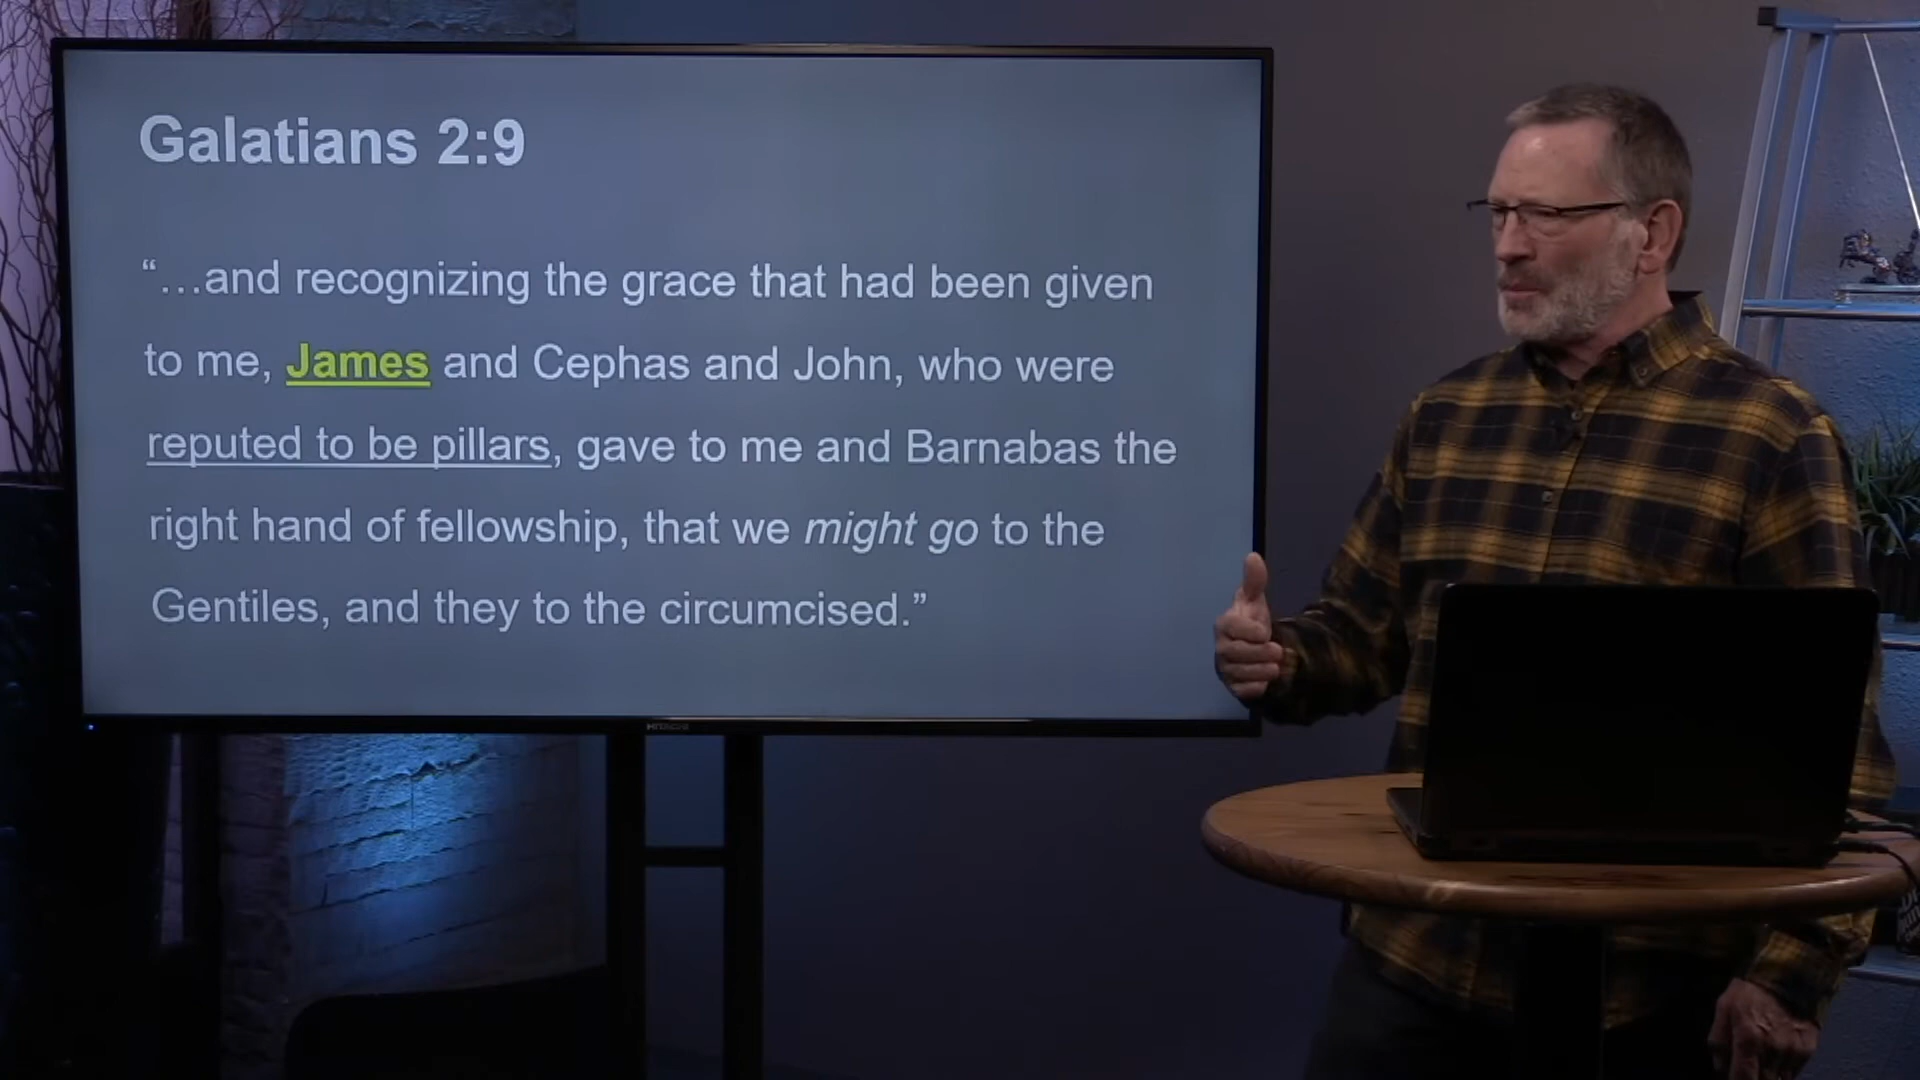 Galatians 2:9
“…and recognizing the grace that had been given
to me, James and Cephas and John, who were
reputed to be pillars, gave to me and Barnabas the
right hand of fellowship, that we might go to the
Gentiles, and they to the circumcised.”
HITACHI